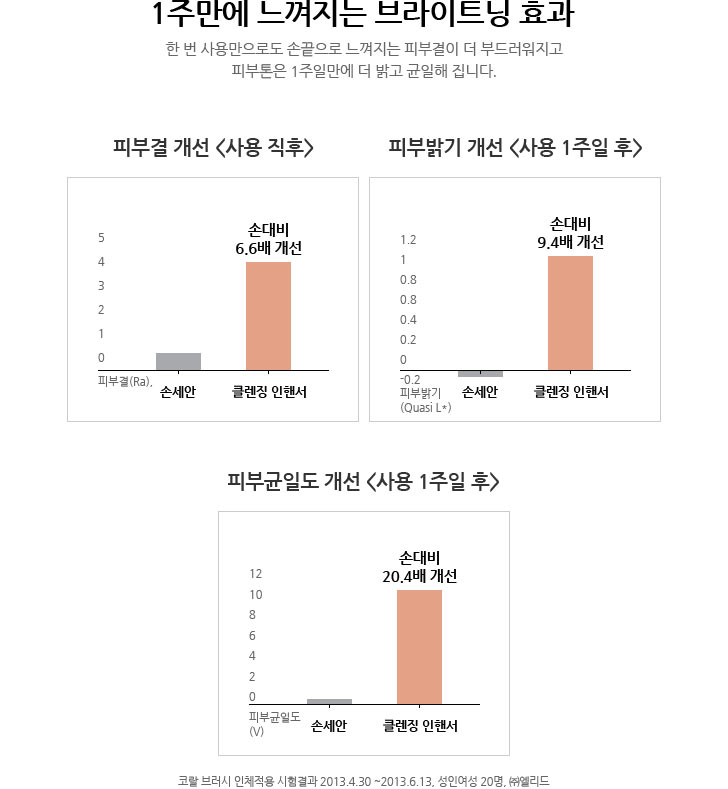 1주만에 느껴지는 브라이트닝 효과
한 번 사용만으로도 손끝으로 느껴지는 피부결이 더 부드러워지고
피부톤은 1주일만에 더 밝고 균일해 집니다.
피부결 개선 <사용 직후>
5
4
3
2
1
0
피부결(Ra),
손대비
6.6배 개선
손세안
클렌징 인핸서
피부밝기 개선 <사용 1주일 후>
1.2
1
0.8
0.8
0.4
0.2
0
-0.2
피부밝기
(Quasi L*)
손대비
9.4배 개선
손세안
클렌징 인핸서
피부균일도 개선 <사용 1주일 후>
12
10
8
6
4
2
0
피부균일도
(V)
손대비
20.4배 개선
손세안
클렌징 인핸서
코랄 브러시 인체적용 시험결과 2013.4.30 ~2013.6.13, 성인여성 20명, ㈜엘리드